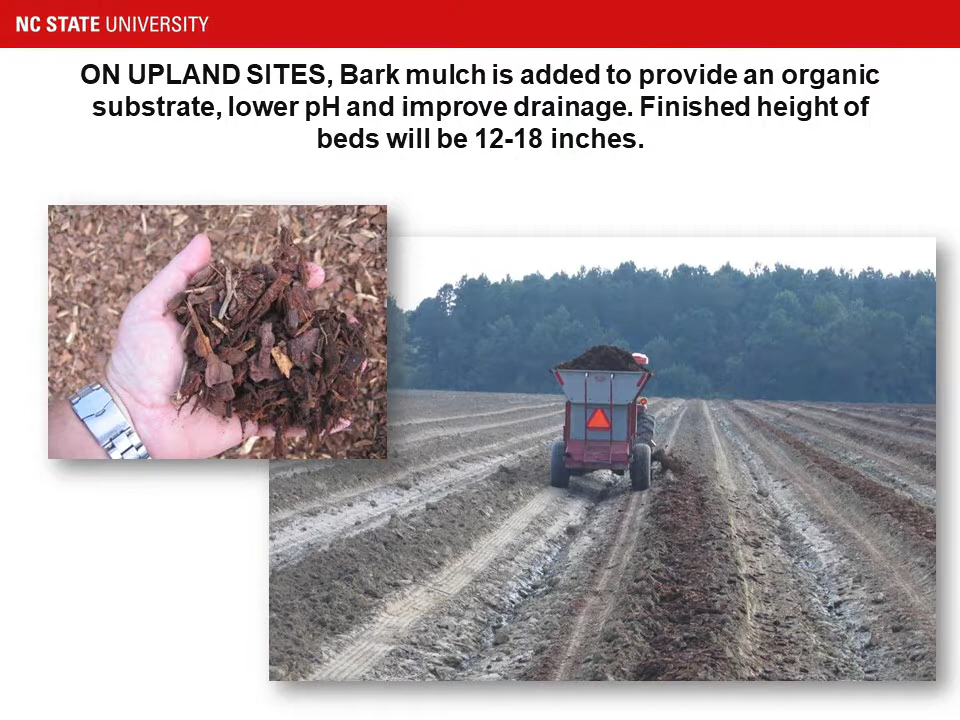 NC STATE UNIVERSITY
ON UPLAND SITES, Bark mulch is added to provide an organic
substrate, lower pH and improve drainage. Finished height of
beds will be 12-18 inches.